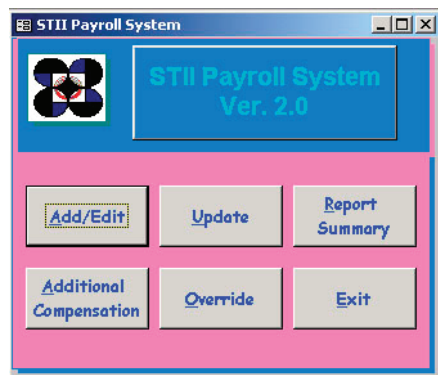 STII Payroll System
STII Payroll System
Ver. 2.0
Add/Edit
Update
Report
Summary
Additional
Compensation
Override
Exit